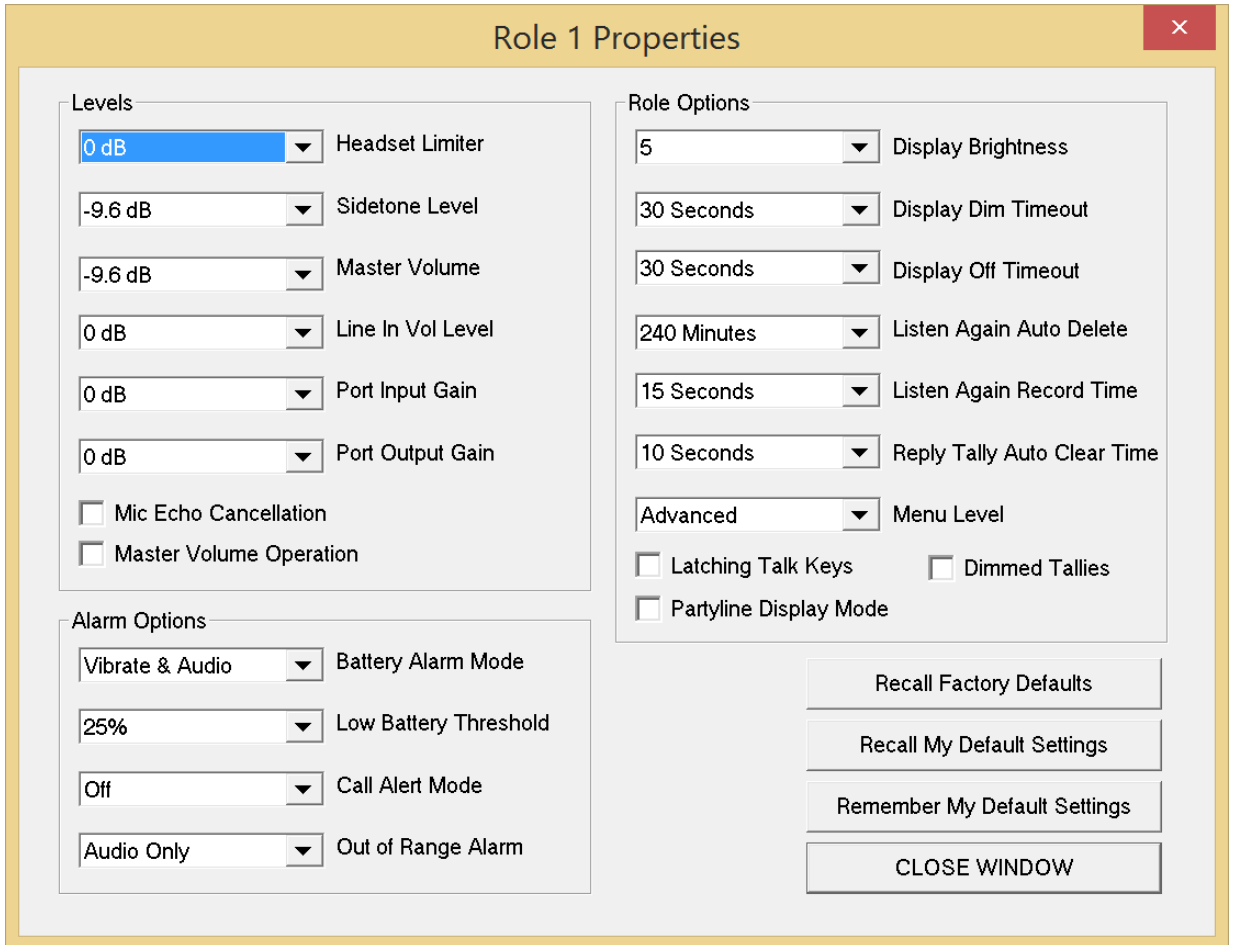 Role 1 Properties
Levels
0 dB Headset Limiter
-9.6 dB Sidetone Level
-9.6 dB Master Volume
0 dB Line In Vol Level
0 dB Port Input Gain
0 dB Port Output Gain
Mic Echo Cancellation
Master Volume Operation
Alarm Options
Vibrate & Audio Battery Alarm Mode
25% Low Battery Threshold
Off Call Alert Mode
Audio Only Out of Range Alarm
Role Options
5 Display Brightness
30 Seconds Display Dim Timeout
30 Seconds Display Off Timeout
240 Minutes Listen Again Auto Delete
15 Seconds Listen Again Record Time
10 Seconds Reply Tally Auto Clear Time
Advanced Menu Level
Latching Talk Keys Dimmed Tallies
Partyline Display Mode
Recall Factory Defaults
Recall My Default Settings
Remember My Default Settings
CLOSE WINDOW